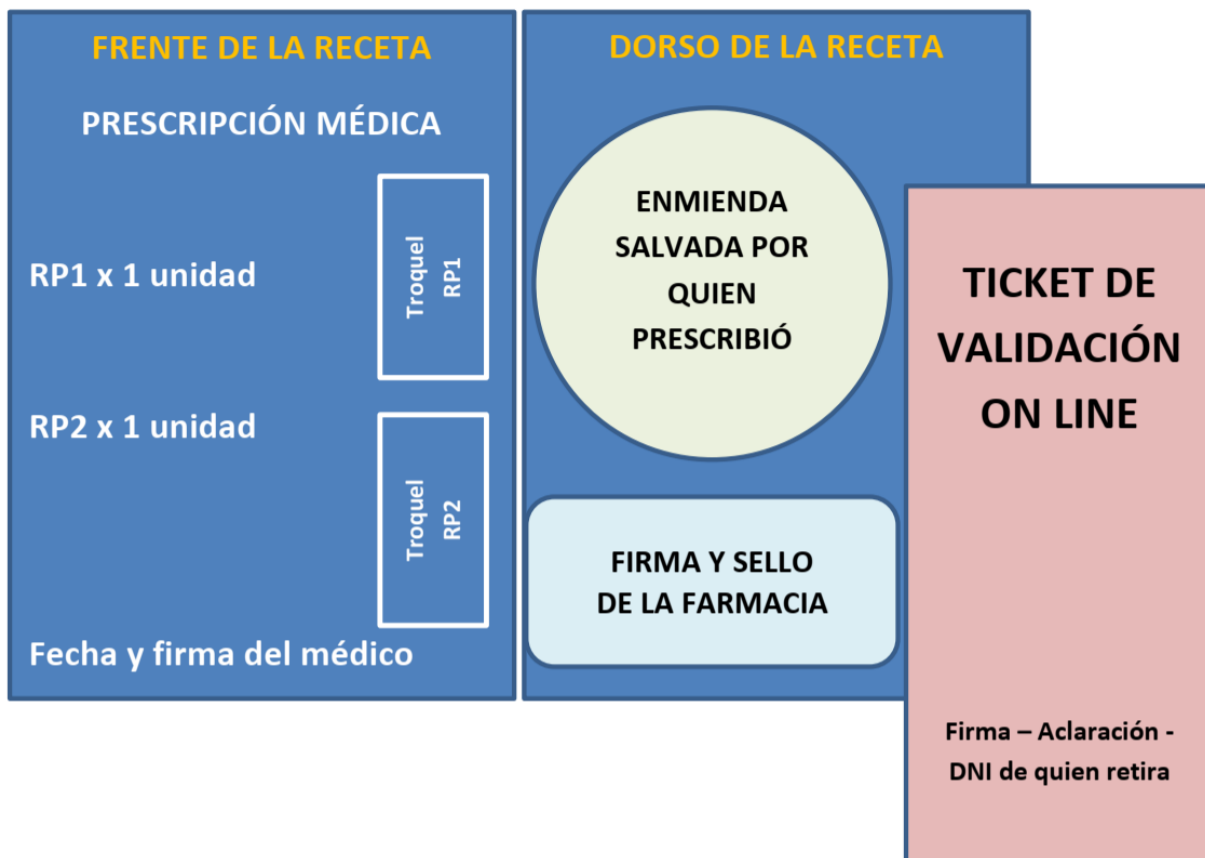 FRENTE DE LA RECETA
PRESCRIPCIÓN MÉDICA
RP1 x 1 unidad
Troquel
RP1
RP2 x 1 unidad
Troquel
RP2
Fecha y firma del médico
DORSO DE LA RECETA
ENMIENDA
SALVADA POR
QUIEN
PRESCRIBIÓ
FIRMA Y SELLO
DE LA FARMACIA
TICKET DE
VALIDACIÓN
ON LINE
Firma – Aclaración -
DNI de quien retira